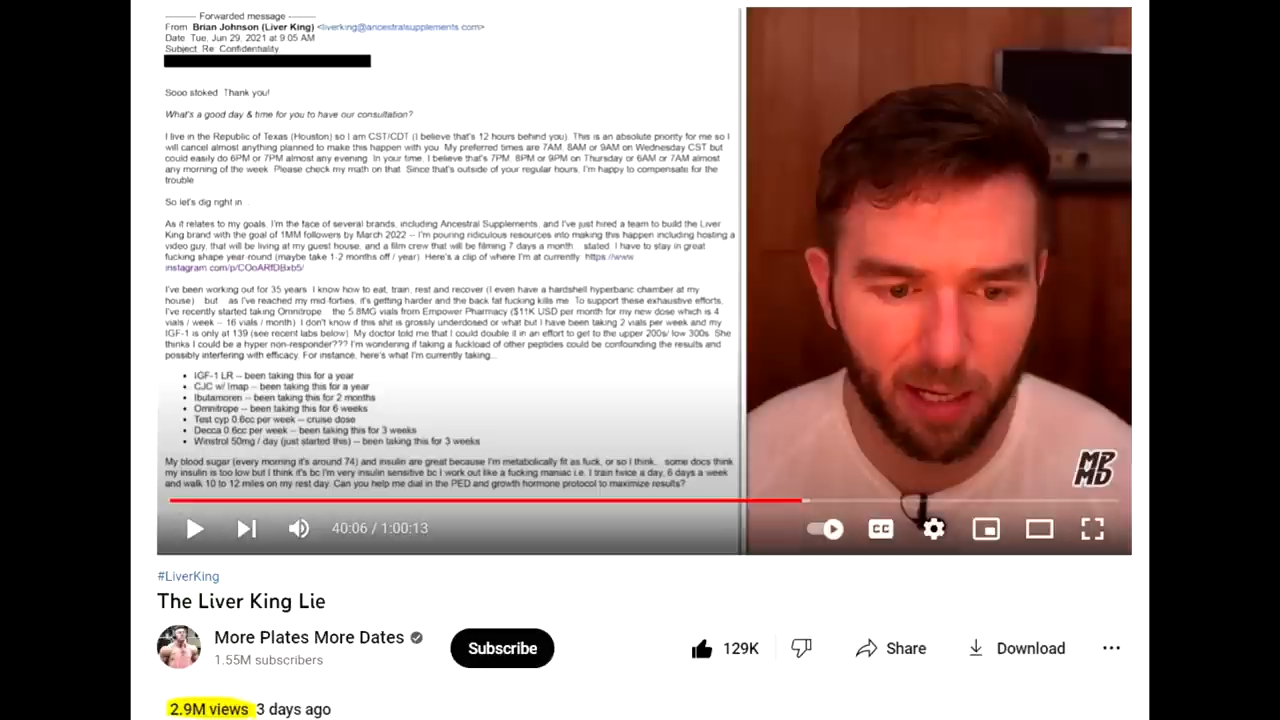 ---------- Forwarded message ----------
From: Brian Johnson (Liver King) <liverking@ancestralsupplements.com>
Date: Tue, Jun 29, 2021 at 9:05 AM
Subject: Re: Confidentiality
Sooo stoked. Thank you!
What's a good day & time for you to have our consultation?
I live in the Republic of Texas (Houston) so I am CST/CDT (I believe that's 12 hours behind you). This is an absolute priority for me so I
will cancel almost anything planned to make this happen with you. My preferred times are 7AM, 8AM or 9AM on Wednesday CST but
could easily do 6PM or 7PM almost any evening. In your time, I believe that's 7PM, 8PM or 9PM on Thursday or 6AM or 7AM almost
any morning of the week. Please check my math on that. Since that's outside of your regular hours, I'm happy to compensate for the
trouble.
So let's dig right in...
As it relates to my goals, I'm the face of several brands, including Ancestral Supplements, and I've just hired a team to build the Liver
King brand with the goal of 1MM followers by March 2022 -- I'm pouring ridiculous resources into making this happen including hosting a
video guy, that will be living at my guest house, and a film crew that will be filming 7 days a month... stated, I have to stay in great
fucking shape year-round (maybe take 1-2 months off / year). Here's a clip of where I'm at currently: https://www.
instagram.com/p/COoARfDBxb5/
I've been working out for 35 years. I know how to eat, train, rest and recover (I even have a hardshell hyperbaric chamber at my
house)... but... as I've reached my mid-forties, it's getting harder and the back fat fucking kills me. To support these exhaustive efforts,
I've recently started taking Omnitrope... the 5.8MG vials from Empower Pharmacy ($11K USD per month for my new dose which is 4
vials / week -- 16 vials / month). I don't know if this shit is grossly underdosed or what but I have been taking 2 vials per week and my
IGF-1 is only at 139 (see recent labs below). My doctor told me that I could double it in an effort to get to the upper 200s/ low 300s. She
thinks I could be a hyper non-responder??? I'm wondering if taking a fuckload of other peptides could be confounding the results and
possibly interfering with efficacy. For instance, here's what I'm currently taking...
• IGF-1 LR -- been taking this for a year
• CJC w/ Imap -- been taking this for a year
• Ibutamoren -- been taking this for 2 months
• Omnitrope -- been taking this for 6 weeks
• Test cyp 0.6cc per week -- cruise dose
• Decca 0.6cc per week -- been taking this for 3 weeks
• Winstrol 50mg / day (just started this) -- been taking this for 3 weeks
My blood sugar (every morning it's around 74) and insulin are great because I'm metabolically fit as fuck, or so I think... some docs think
my insulin is too low but I think it's bc I'm very insulin sensitive bc I work out like a fucking maniac i.e. I train twice a day, 6 days a week
and walk 10 to 12 miles on my rest day. Can you help me dial in the PED and growth hormone protocol to maximize results?
MP
MD
40:06 / 1:00:13
CC
#LiverKing
The Liver King Lie
More Plates More Dates
1.55M subscribers
Subscribe
129K
Share
Download
2.9M views 3 days ago